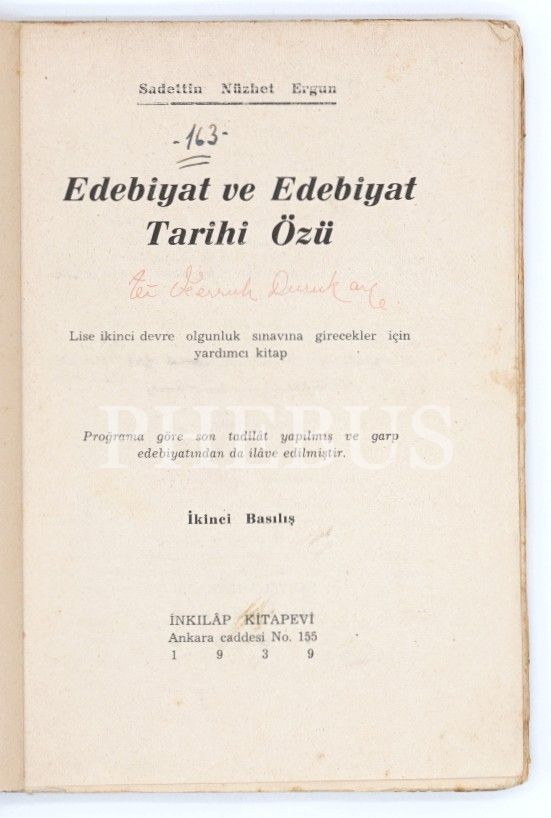 Sadettin Nüzhet Ergun
-163-
Edebiyat ve Edebiyat
Tarihi Özü
Lise ikinci devre olgunluk sınavına girecekler için
yardımcı kitap
PHEBUS
Proğrama göre son tadilât yapılmış ve garp
edebiyatından da ilâve edilmiştir.
İkinci Basılış
İNKILÂP KİTAPEVİ
Ankara caddesi No. 155
1 9 3 9